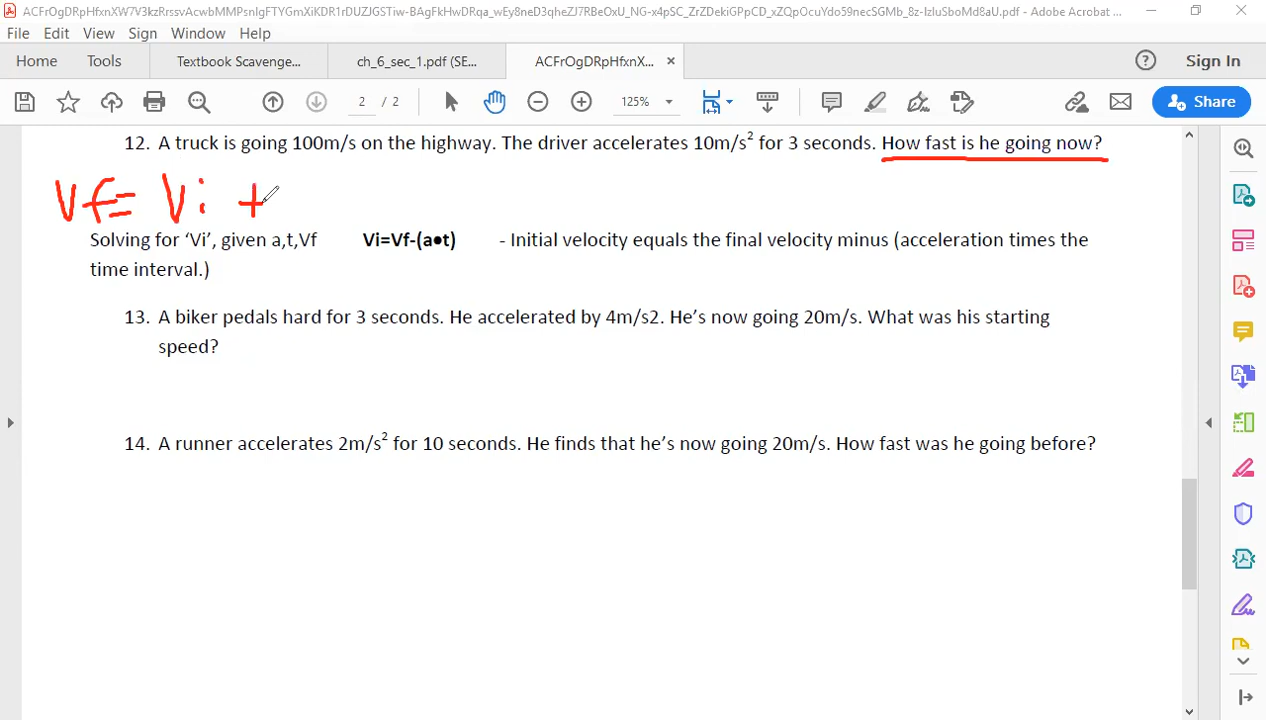 ACFrOgDRpHfxnXW7V3kzRrssvAcwbMMPsnIgFTYGmXiKDR1rDUZJGSTiw-BAgFkHwDRqa_wEy8neD3qheZJ7RBeOxU_NG-x4pSC_ZrZDekiGPpCD_xZQpOcuYdo59necSGMb_8z-IzluSboMd&aU.pdf - Adobe Acrobat ...
File Edit View Sign Window Help
Home Tools Textbook Scavenge... ch_6_sec_1.pdf (SE... ACFrOgDRpHfxnX... × Sign In
2 / 2 125% Share
12. A truck is going 100m/s on the highway. The driver accelerates 10m/s² for 3 seconds. How fast is he going now?
Vf= Vi +
Solving for ‘Vi’, given a,t,Vf Vi=Vf-(a•t) - Initial velocity equals the final velocity minus (acceleration times the
time interval.)
13. A biker pedals hard for 3 seconds. He accelerated by 4m/s2. He’s now going 20m/s. What was his starting
speed?
14. A runner accelerates 2m/s² for 10 seconds. He finds that he’s now going 20m/s. How fast was he going before?